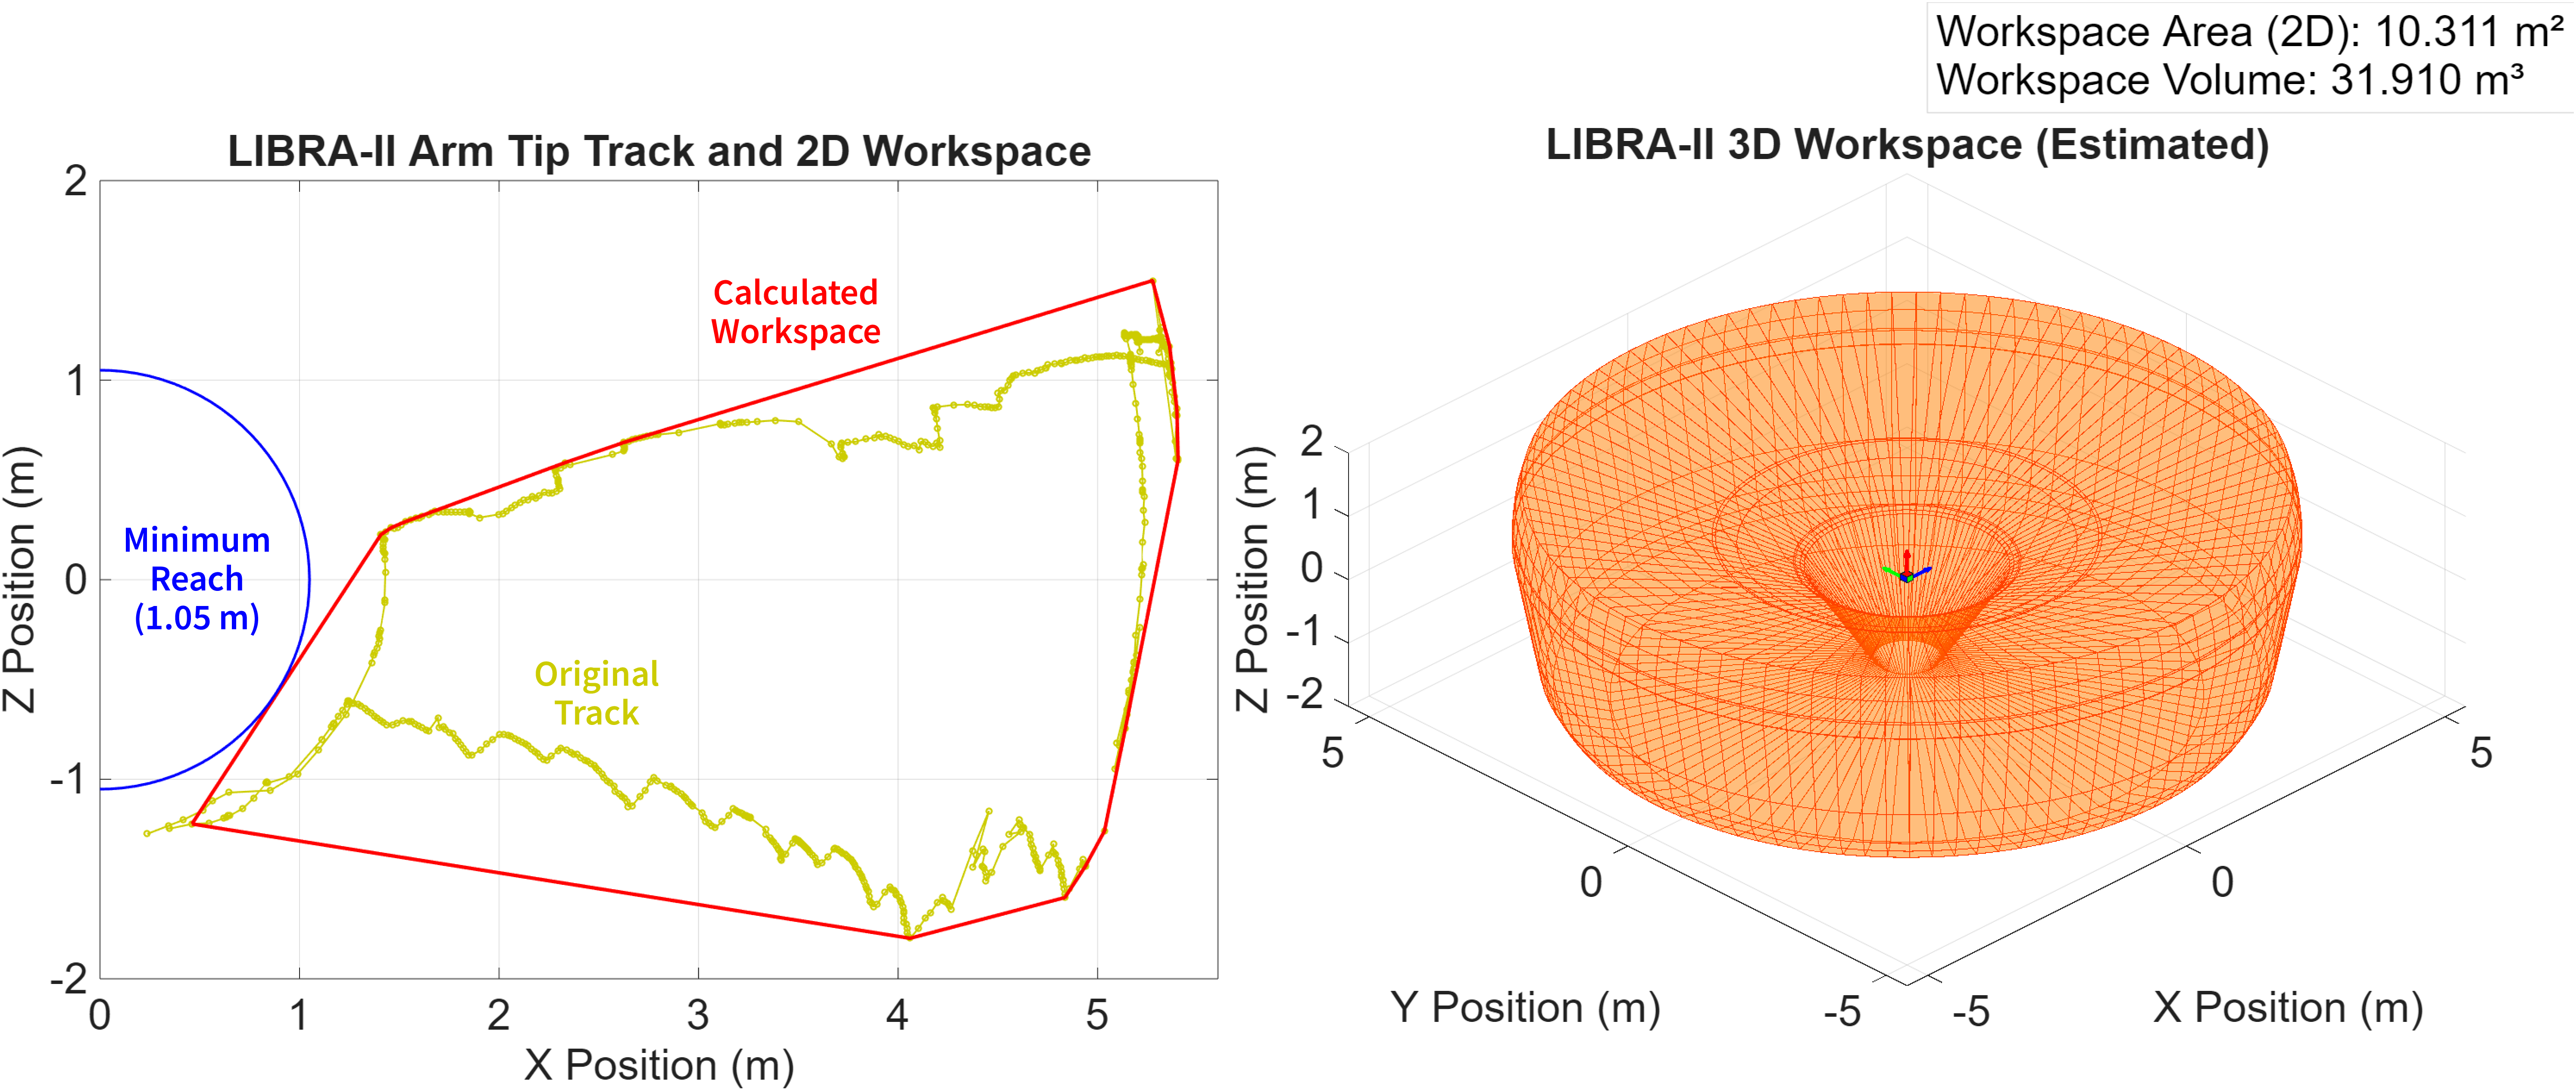 Workspace Area (2D): 10.311 m²
Workspace Volume: 31.910 m³
LIBRA-II Arm Tip Track and 2D Workspace
2
1
0
-1
-2
0
1
2
3
4
5
Z Position (m)
X Position (m)
Calculated
Workspace
Minimum
Reach
(1.05 m)
Original
Track
LIBRA-II 3D Workspace (Estimated)
Z Position (m)
2
1
0
-1
-2
5
0
-5
Y Position (m)
-5
0
5
X Position (m)